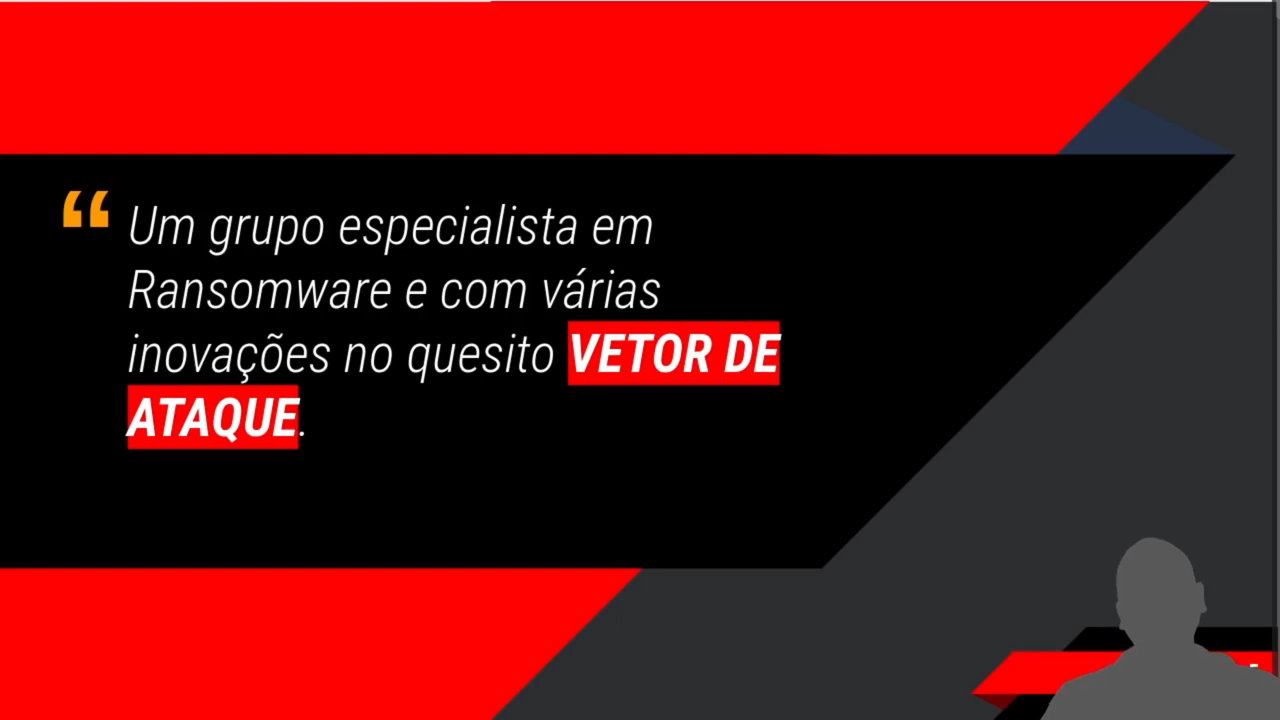 “ Um grupo especialista em
Ransomware e com várias
inovações no quesito VETOR DE
ATAQUE.